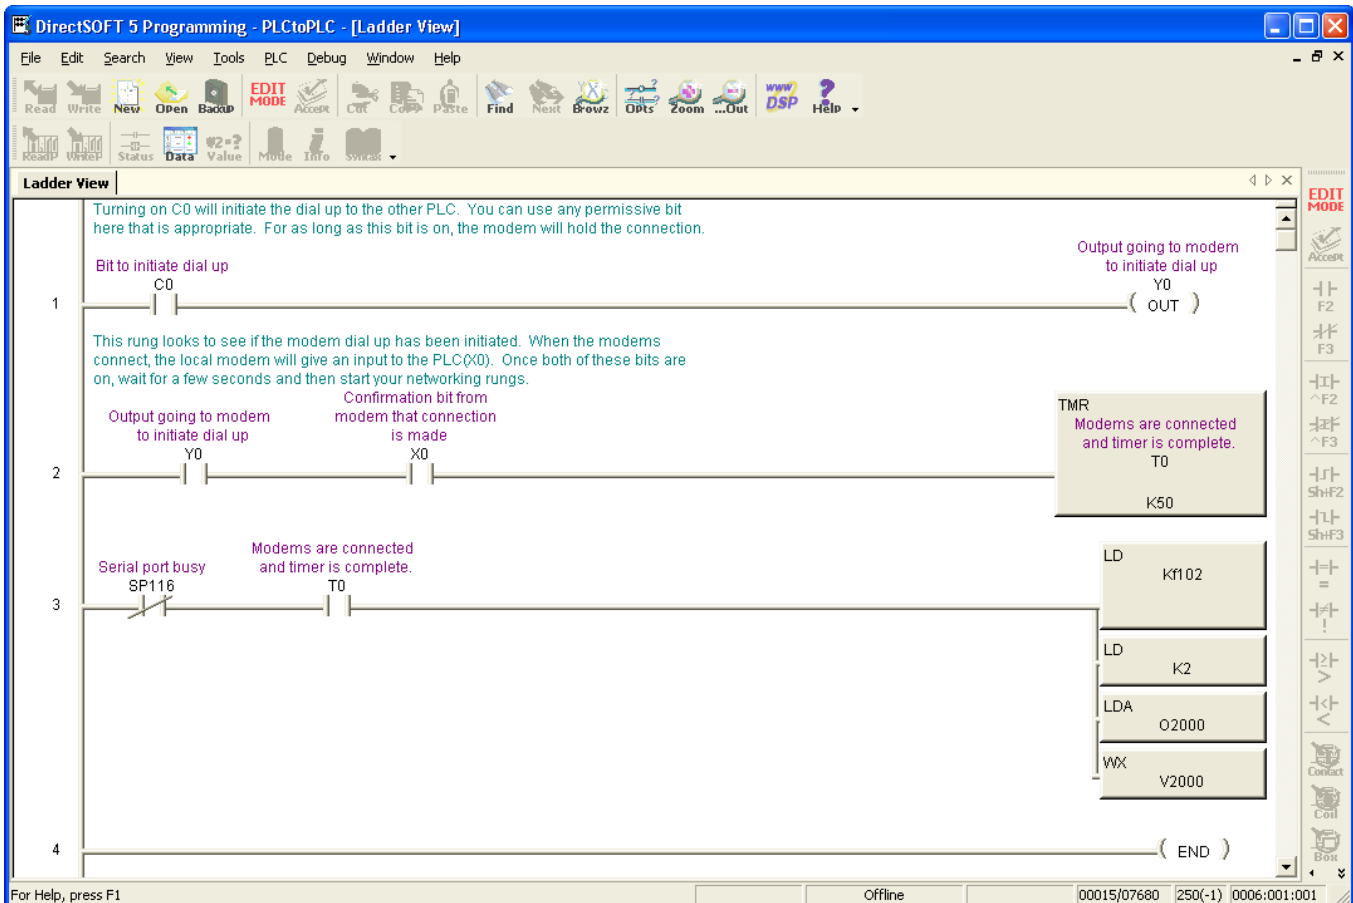 DirectSOFT 5 Programming - PLCtoPLC - [Ladder View]
File Edit Search View Tools PLC Debug Window Help
Read Write New Open Backup EDIT MODE Accept Cut Copy Paste Find Next Browz Opts Zoom ...Out WWW DSP Help
ReadP WriteP Status Data #2=? Value Mode Info Syntax
Ladder View
Turning on C0 will initiate the dial up to the other PLC. You can use any permissive bit
here that is appropriate. For as long as this bit is on, the modem will hold the connection.
Bit to initiate dial up
C0
Output going to modem
to initiate dial up
Y0
1
OUT
This rung looks to see if the modem dial up has been initiated. When the modems
connect, the local modem will give an input to the PLC(X0). Once both of these bits are
on, wait for a few seconds and then start your networking rungs.
Output going to modem
to initiate dial up
Y0
Confirmation bit from
modem that connection
is made
X0
2
TMR
Modems are connected
and timer is complete.
T0
K50
Serial port busy
SP116
Modems are connected
and timer is complete.
T0
3
LD
Kf102
LD
K2
LDA
O2000
WX
V2000
4
END
EDIT
MODE
Accept
F2
F3
^F2
^F3
Sh+F2
Sh+F3
=
!
>
<
Contact
Coil
Box
For Help, press F1
Offline
00015/07680 250(-1) 0006:001:001